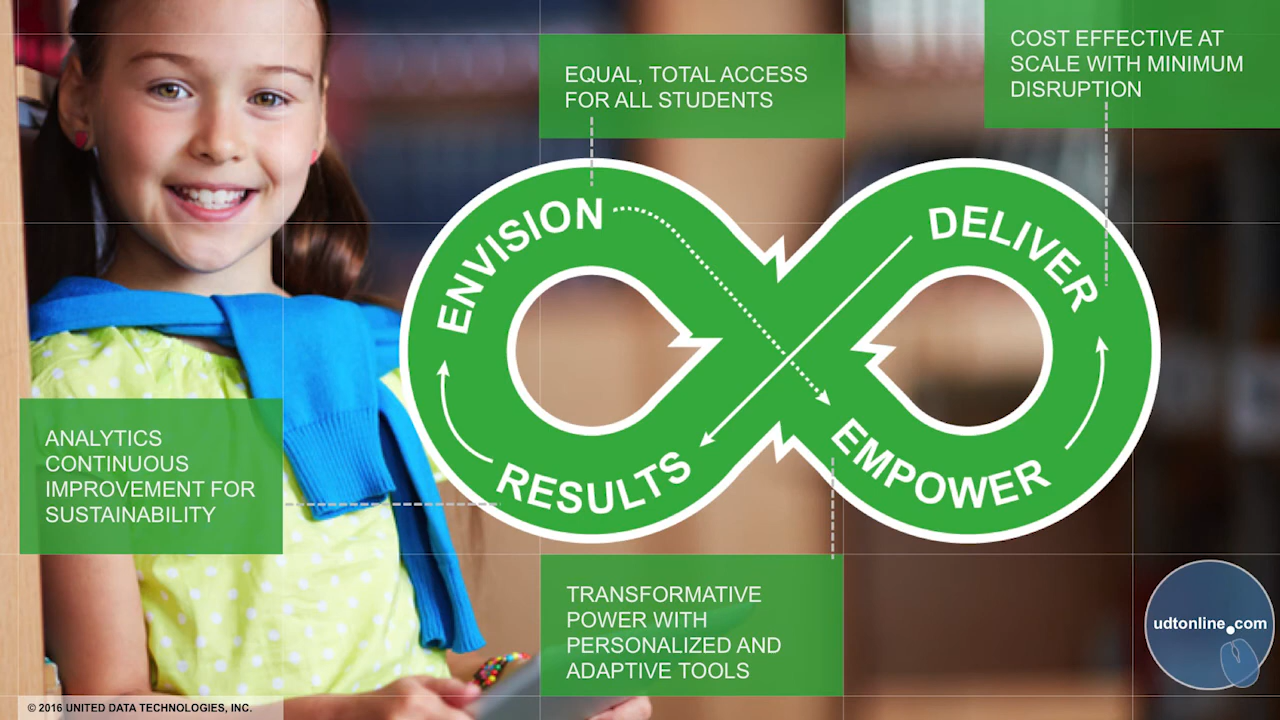 EQUAL, TOTAL ACCESS
FOR ALL STUDENTS
COST EFFECTIVE AT
SCALE WITH MINIMUM
DISRUPTION
ENVISION
DELIVER
RESULTS
EMPOWER
ANALYTICS
CONTINUOUS
IMPROVEMENT FOR
SUSTAINABILITY
TRANSFORMATIVE
POWER WITH
PERSONALIZED AND
ADAPTIVE TOOLS
udtonline.com
© 2016 UNITED DATA TECHNOLOGIES, INC.